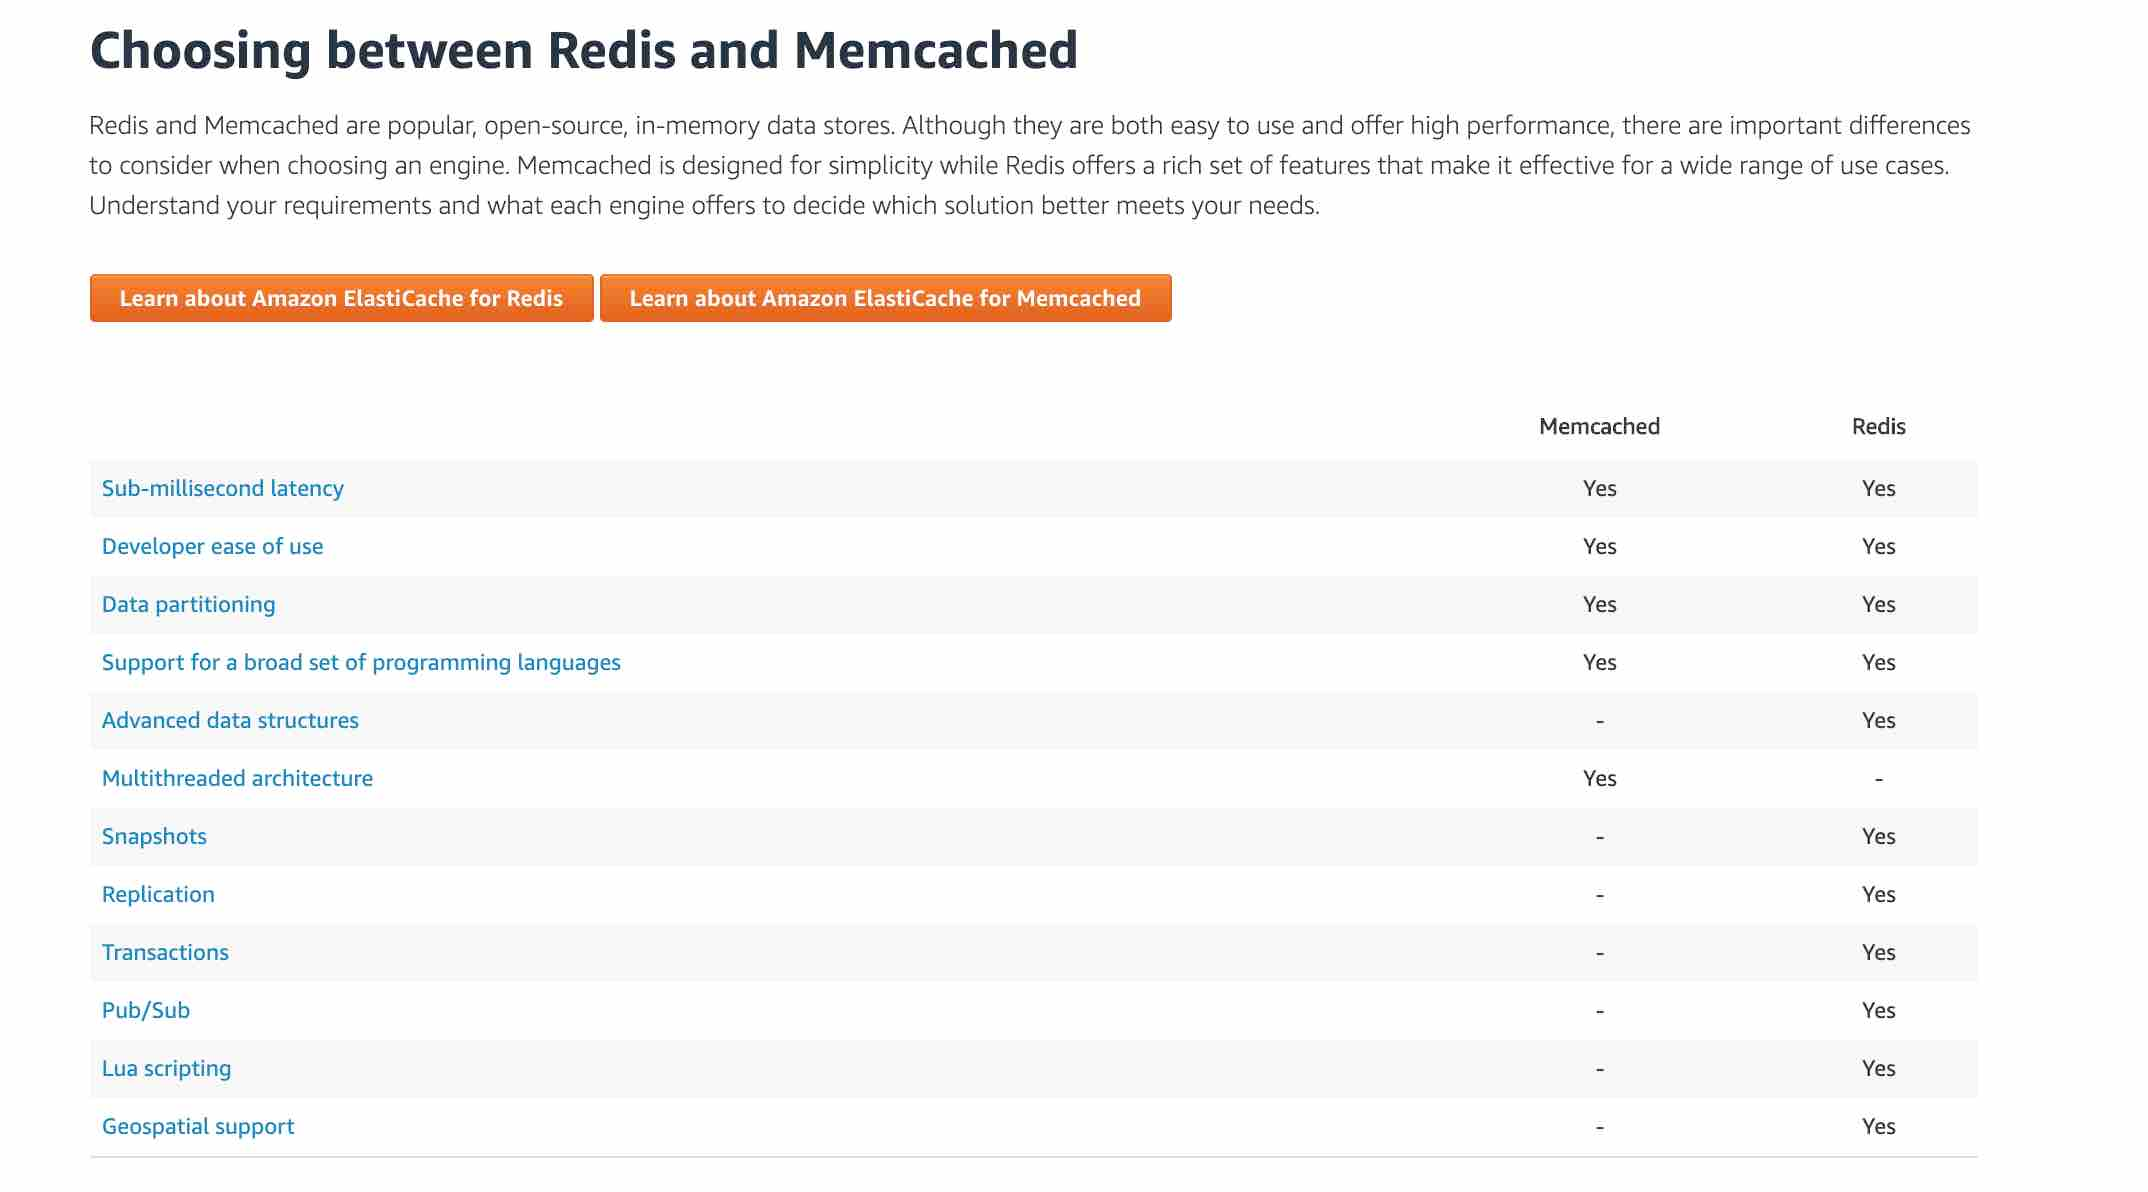 Choosing between Redis and Memcached
Redis and Memcached are popular, open-source, in-memory data stores. Although they are both easy to use and offer high performance, there are important differences
to consider when choosing an engine. Memcached is designed for simplicity while Redis offers a rich set of features that make it effective for a wide range of use cases.
Understand your requirements and what each engine offers to decide which solution better meets your needs.
Learn about Amazon ElastiCache for Redis Learn about Amazon ElastiCache for Memcached
Memcached Redis
Sub-millisecond latency Yes Yes
Developer ease of use Yes Yes
Data partitioning Yes Yes
Support for a broad set of programming languages Yes Yes
Advanced data structures - Yes
Multithreaded architecture Yes -
Snapshots - Yes
Replication - Yes
Transactions - Yes
Pub/Sub - Yes
Lua scripting - Yes
Geospatial support - Yes